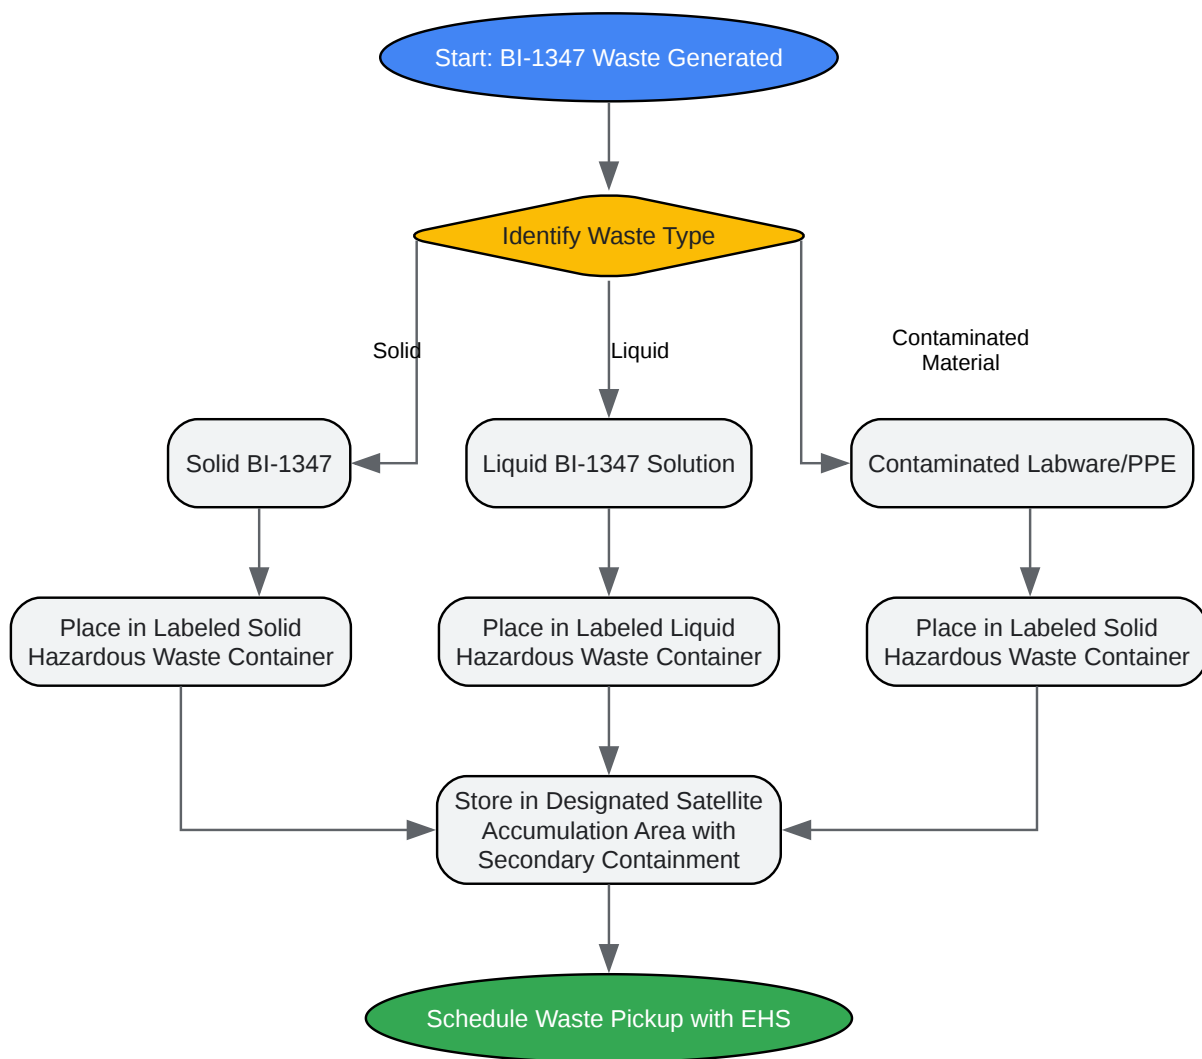 Start: BI-1347 Waste Generated
Identify Waste Type
Solid
Liquid
Contaminated
Material
Solid BI-1347
Liquid BI-1347 Solution
Contaminated Labware/PPE
Place in Labeled Solid
Hazardous Waste Container
Place in Labeled Liquid
Hazardous Waste Container
Place in Labeled Solid
Hazardous Waste Container
Store in Designated Satellite
Accumulation Area with
Secondary Containment
Schedule Waste Pickup with EHS